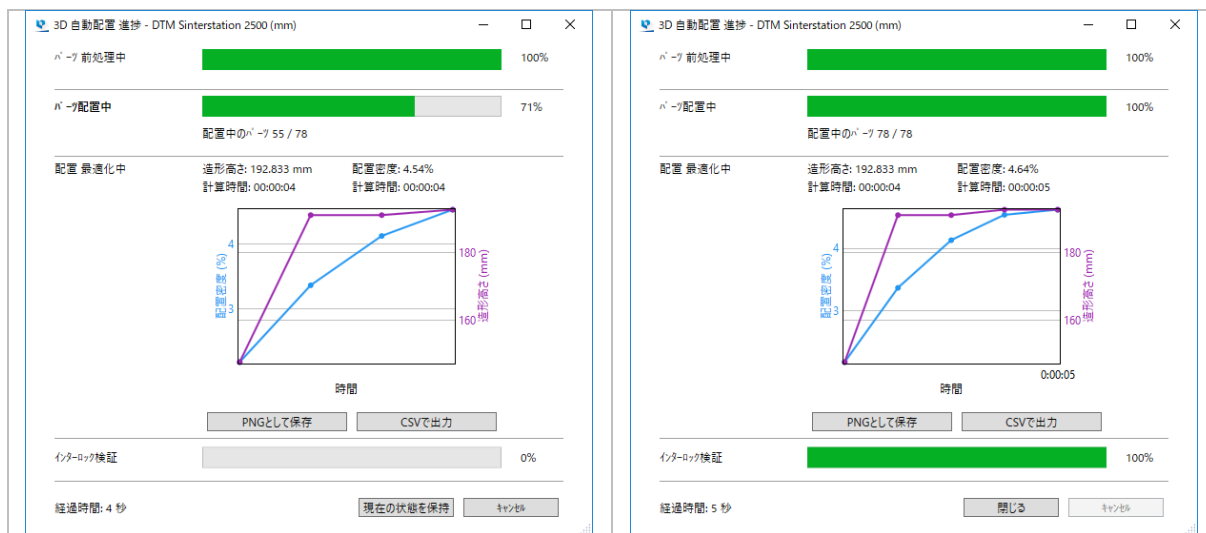 3D 自動配置 進捗 - DTM Sinterstation 2500 (mm)
ﾊﾟｰﾂ 前処理中
100%
ﾊﾟｰﾂ配置中
71%
配置中のﾊﾟｰﾂ 55 / 78
配置 最適化中
造形高さ: 192.833 mm 配置密度: 4.54%
計算時間: 00:00:04 計算時間: 00:00:04
配置密度 (%)
4
3
180
160
造形高さ (mm)
時間
PNGとして保存 CSVで出力
ｲﾝﾀｰﾛｯｸ検証
0%
経過時間: 4 秒
現在の状態を保持 ｷｬﾝｾﾙ
3D 自動配置 進捗 - DTM Sinterstation 2500 (mm)
ﾊﾟｰﾂ 前処理中
100%
ﾊﾟｰﾂ配置中
100%
配置中のﾊﾟｰﾂ 78 / 78
配置 最適化中
造形高さ: 192.833 mm 配置密度: 4.64%
計算時間: 00:00:04 計算時間: 00:00:05
配置密度 (%)
4
3
180
160
造形高さ (mm)
0:00:05
時間
PNGとして保存 CSVで出力
ｲﾝﾀｰﾛｯｸ検証
100%
経過時間: 5 秒
閉じる ｷｬﾝｾﾙ